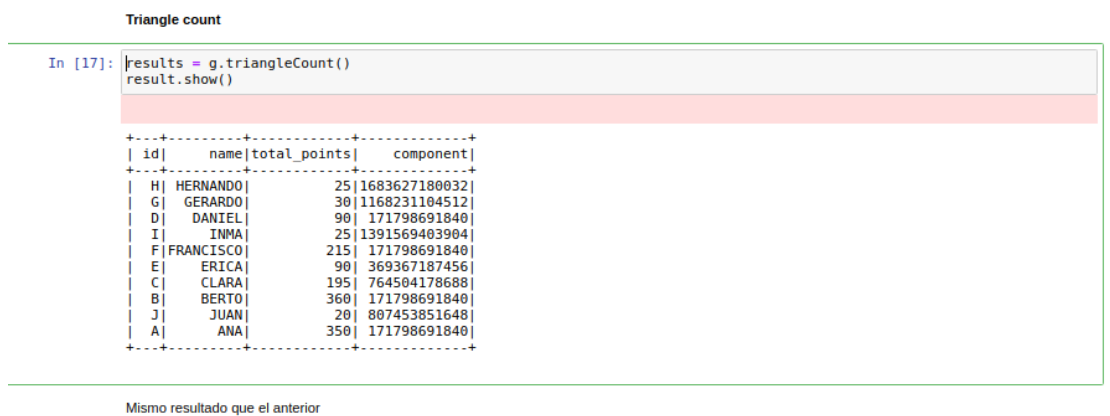 Triangle count
In [17]: results = g.triangleCount()
result.show()
+---+---------+------------+-------------+
| id|     name|total_points|    component|
+---+---------+------------+-------------+
|  H| HERNANDO|          25|1683627180032|
|  G|  GERARDO|          30|1168231104512|
|  D|   DANIEL|          90| 171798691840|
|  I|     INMA|          25|1391569403904|
|  F|FRANCISCO|         215| 171798691840|
|  E|    ERICA|          90| 369367187456|
|  C|    CLARA|         195| 764504178688|
|  B|    BERTO|         360| 171798691840|
|  J|     JUAN|          20| 807453851648|
|  A|      ANA|         350| 171798691840|
+---+---------+------------+-------------+
Mismo resultado que el anterior